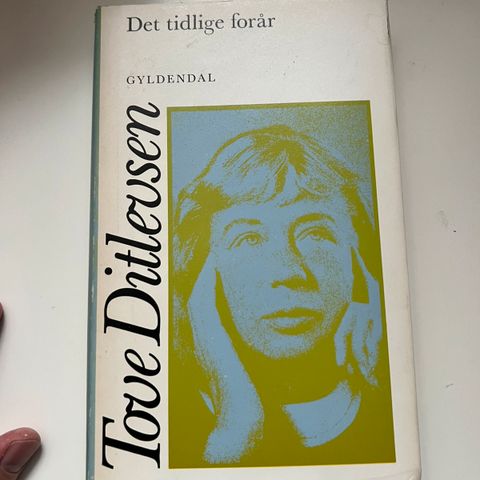 Det tidlige forår
GYLDENDAL
Tove Ditlevsen